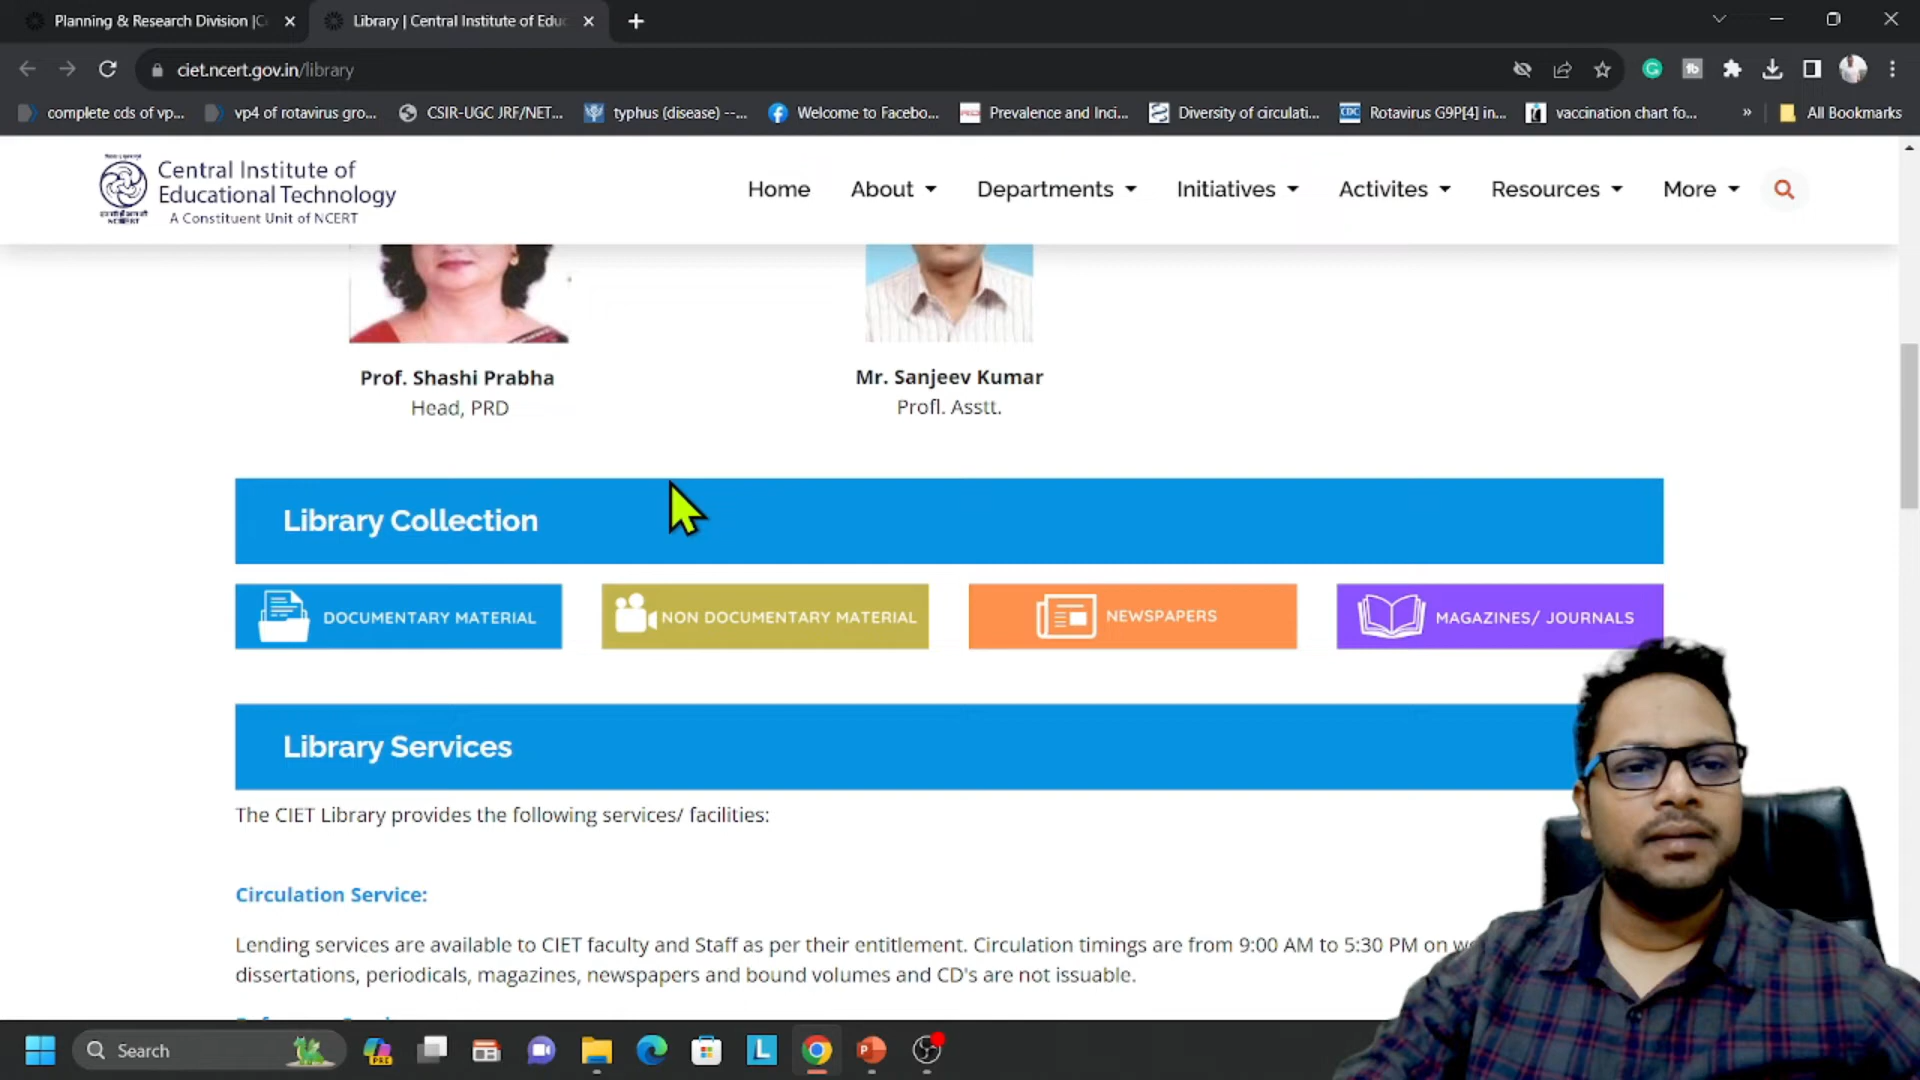 Planning & Research Division |C
Library | Central Institute of Edu
ciet.ncert.gov.in/library
complete cds of vp...
vp4 of rotavirus gro...
CSIR-UGC JRF/NET...
typhus (disease) --...
Welcome to Facebo...
Prevalence and Inci...
Diversity of circulati...
CDC
Rotavirus G9P[4] in...
vaccination chart fo...
»
All Bookmarks
Central Institute of
Educational Technology
A Constituent Unit of NCERT
Home
About
Departments
Initiatives
Activites
Resources
More
Prof. Shashi Prabha
Head, PRD
Mr. Sanjeev Kumar
Profl. Asstt.
Library Collection
DOCUMENTARY MATERIAL
NON DOCUMENTARY MATERIAL
NEWSPAPERS
MAGAZINES/ JOURNALS
Library Services
The CIET Library provides the following services/ facilities:
Circulation Service:
Lending services are available to CIET faculty and Staff as per their entitlement. Circulation timings are from 9:00 AM to 5:30 PM on
dissertations, periodicals, magazines, newspapers and bound volumes and CD's are not issuable.
Search
PRE
L